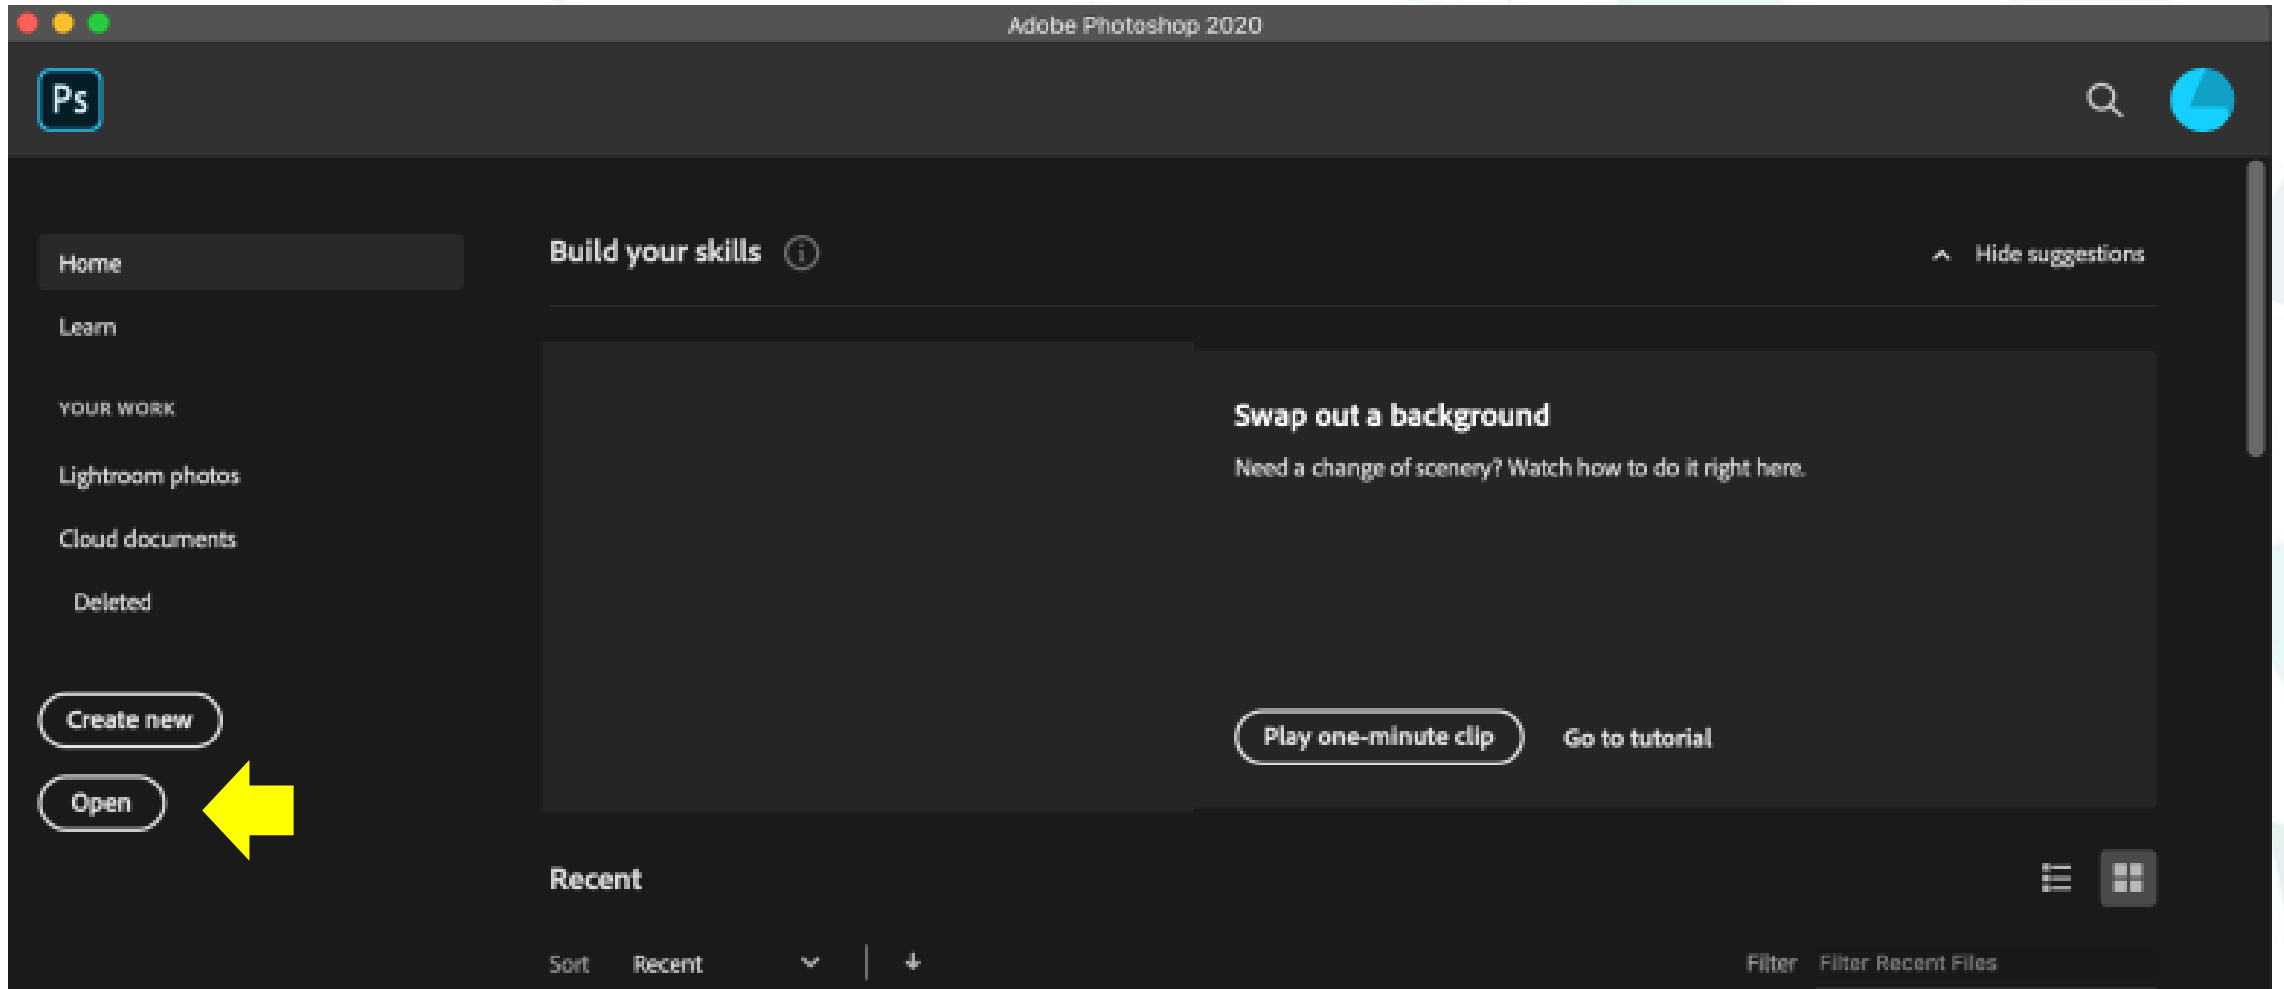 Adobe Photoshop 2020
Ps
Home
Learn
YOUR WORK
Lightroom photos
Cloud documents
Deleted
Create new
Open
Build your skills
Hide suggestions
Swap out a background
Need a change of scenery? Watch how to do it right here.
Play one-minute clip Go to tutorial
Recent
Sort Recent
Filter Filter Recent Files